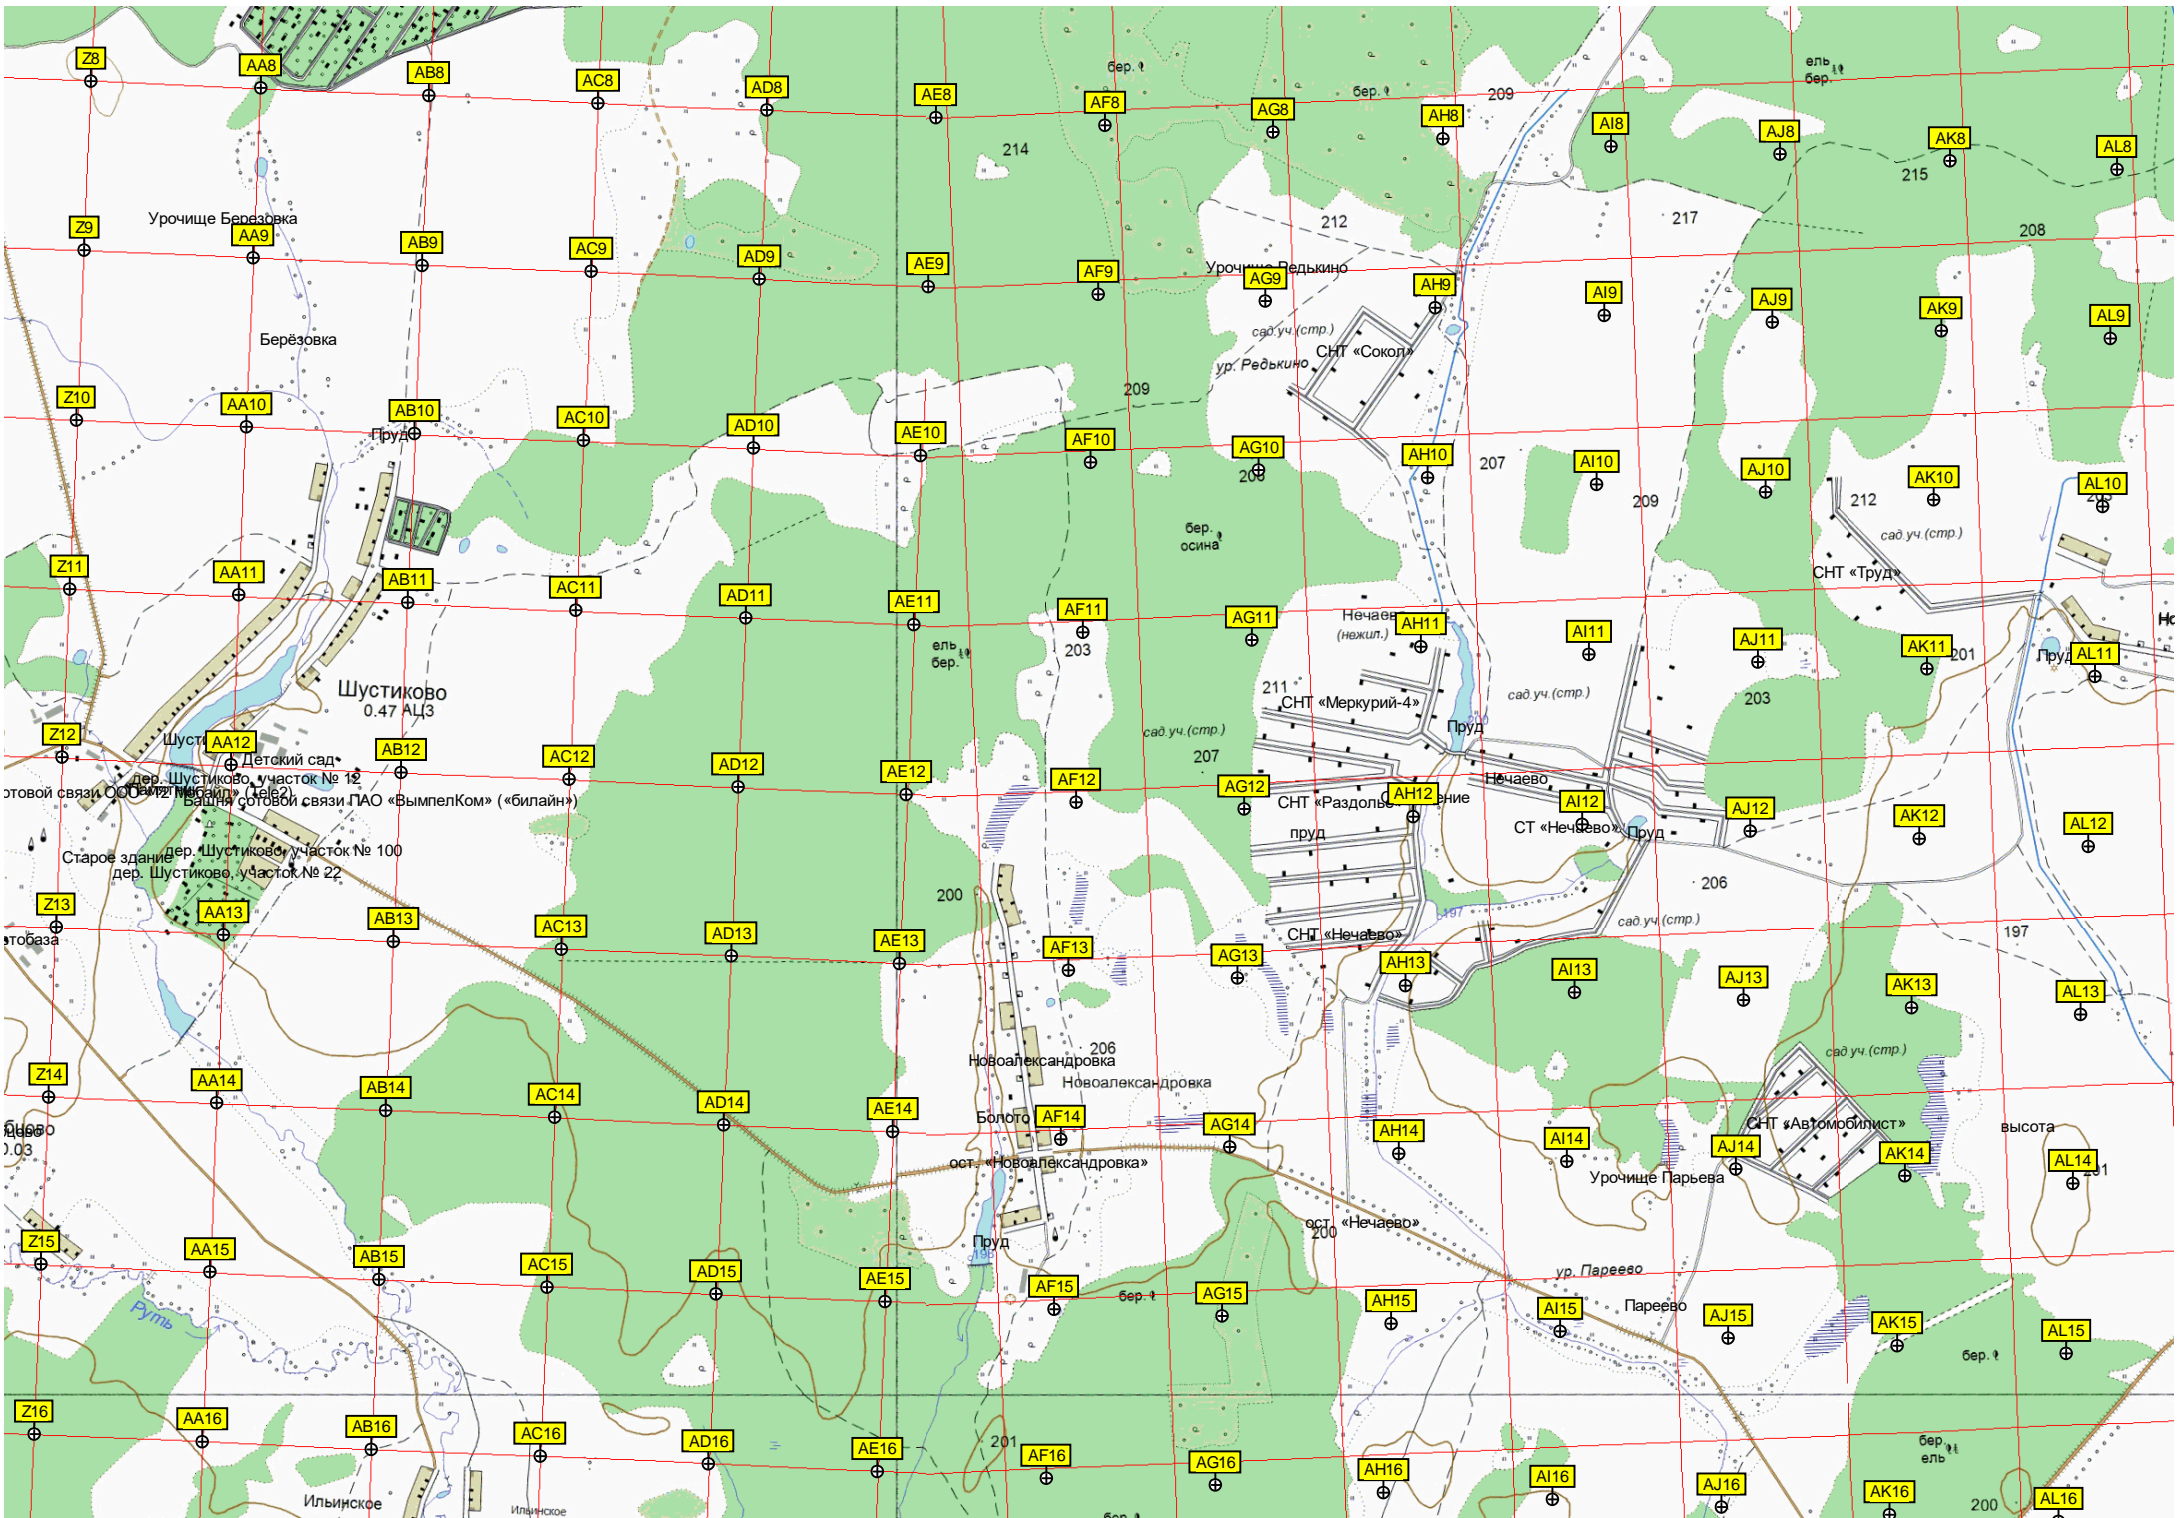 Z8
AA8
AB8
AC8
AD8
AE8
AF8
AG8
AH8
AI8
AJ8
AK8
AL8
бер.
бер.
209
ель
бер.
214
215
Урочище Березовка
212
217
208
Z9
AA9
AB9
AC9
AD9
AE9
AF9
AG9
AH9
AI9
AJ9
AK9
AL9
Урочище Редькино
Берёзовка
сад.уч.(стр.)
СНТ «Сокол»
ур. Редькино
209
Z10
AA10
AB10
AC10
AD10
AE10
AF10
AG10
AH10
AI10
AJ10
AK10
AL10
Пруд
207
209
212
бер.
осина
сад.уч.(стр.)
СНТ «Труд»
Z11
AA11
AB11
AC11
AD11
AE11
AF11
AG11
AH11
AI11
AJ11
AK11
AL11
(нежил.)
ель
бер.
203
201
Пруд
Шустиково
0.47 АЦЗ
211
СНТ «Меркурий-4»
сад.уч.(стр.)
203
сад.уч.(стр.)
Пруд
200
207
Z12
AA12
AB12
AC12
AD12
AE12
AF12
AG12
AH12
AI12
AJ12
AK12
AL12
Детский сад
Нечаево
дер. Шустиково, участок № 12
Башня сотовой связи ПАО «ВымпелКом» («билайн»)
пруд
СТ «Нечаево»
Пруд
дер. Шустиково, участок № 100
Старое здание
дер. Шустиково, участок № 22
200
206
197
сад.уч.(стр.)
СНТ «Нечаево»
197
Z13
AA13
AB13
AC13
AD13
AE13
AF13
AG13
AH13
AI13
AJ13
AK13
AL13
206
сад.уч.(стр.)
Новоалександровка
Новоалександровка
Z14
AA14
AB14
AC14
AD14
AE14
AF14
AG14
AH14
AI14
AJ14
AK14
AL14
Болото
СНТ «Автомобилист»
высота
ост. «Новоалександровка»
Урочище Парьева
ост. «Нечаево»
200
Пруд
ур. Пареево
Z15
AA15
AB15
AC15
AD15
AE15
AF15
AG15
AH15
AI15
AJ15
AK15
AL15
бер.
Пареево
Руть
бер.
Z16
AA16
AB16
AC16
AD16
AE16
AF16
AG16
AH16
AI16
AJ16
AK16
AL16
201
бер.
ель
200
Ильинское
Ильинское
бер.